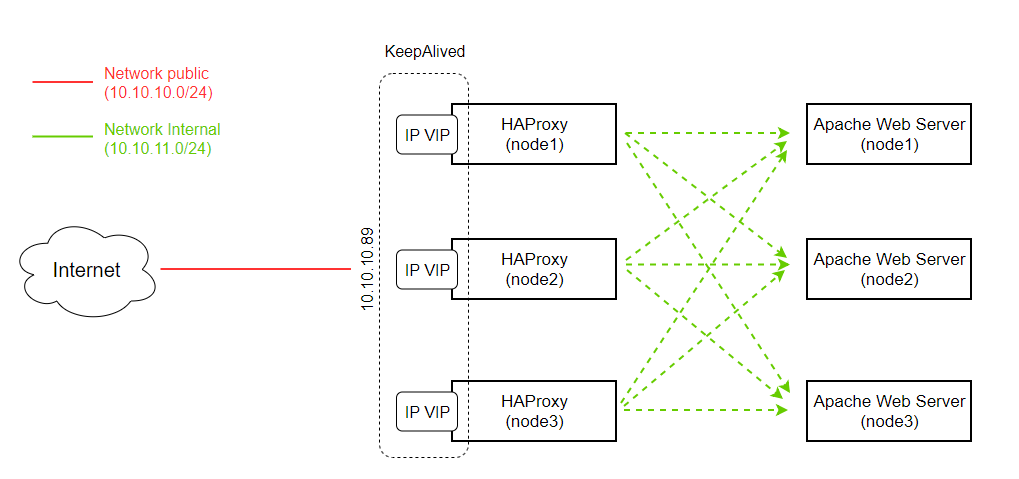 KeepAlived
Network public
(10.10.10.0/24)
Network Internal
(10.10.11.0/24)
IP VIP
HAProxy
(node1)
Apache Web Server
(node1)
Internet
10.10.10.89
IP VIP
HAProxy
(node2)
Apache Web Server
(node2)
IP VIP
HAProxy
(node3)
Apache Web Server
(node3)